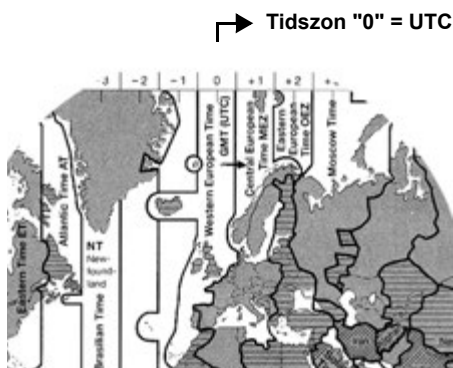 Tidszon "0" = UTC
-3 -2 -1 0 +1 +2
Eastern Time ET
Atlantic Time AT
NT
New-
found-
land
Brasilian Time
Western European Time
GMT (UTC)
Central European
Time MEZ
Eastern
European
Time OEZ
Moscow Time
Iran